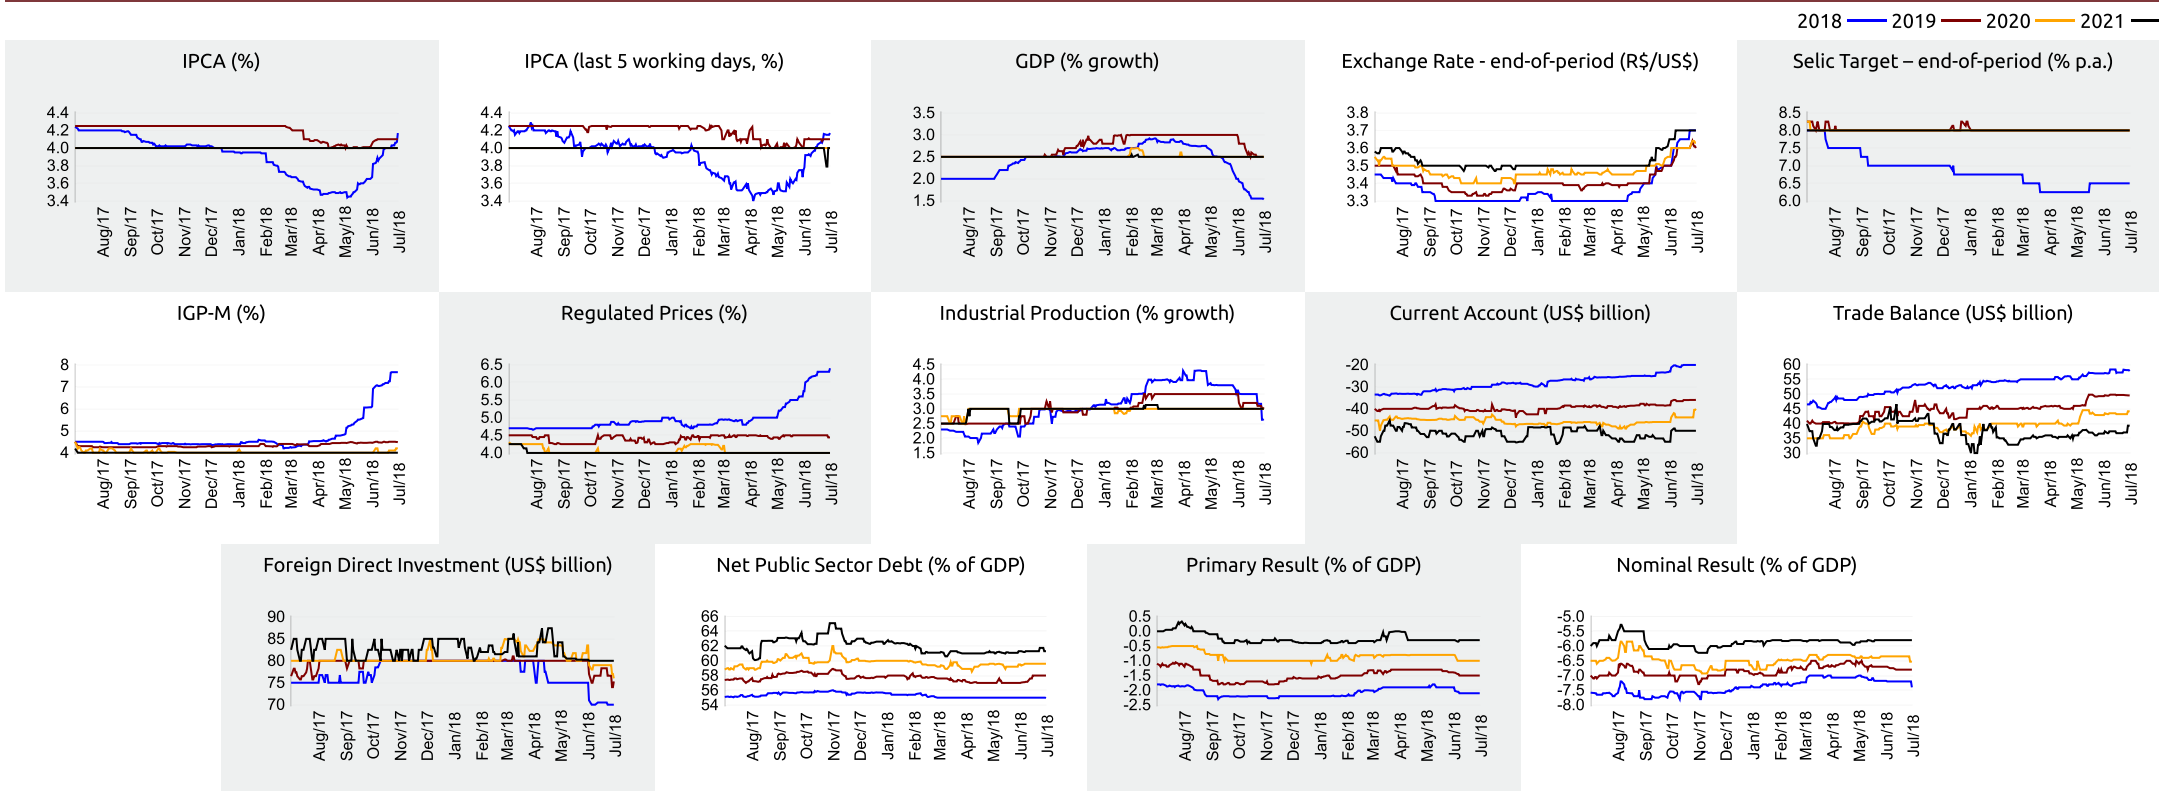 2018 2019 2020 2021
IPCA (%)
4.4
4.2
4.0
3.8
3.6
3.4
Aug/17 Sep/17 Oct/17 Nov/17 Dec/17 Jan/18 Feb/18 Mar/18 Apr/18 May/18 Jun/18 Jul/18
IPCA (last 5 working days, %)
4.4
4.2
4.0
3.8
3.6
3.4
Aug/17 Sep/17 Oct/17 Nov/17 Dec/17 Jan/18 Feb/18 Mar/18 Apr/18 May/18 Jun/18 Jul/18
GDP (% growth)
3.5
3.0
2.5
2.0
1.5
Aug/17 Sep/17 Oct/17 Nov/17 Dec/17 Jan/18 Feb/18 Mar/18 Apr/18 May/18 Jun/18 Jul/18
Exchange Rate - end-of-period (R$/US$)
3.8
3.7
3.6
3.5
3.4
3.3
Aug/17 Sep/17 Oct/17 Nov/17 Dec/17 Jan/18 Feb/18 Mar/18 Apr/18 May/18 Jun/18 Jul/18
Selic Target – end-of-period (% p.a.)
8.5
8.0
7.5
7.0
6.5
6.0
Aug/17 Sep/17 Oct/17 Nov/17 Dec/17 Jan/18 Feb/18 Mar/18 Apr/18 May/18 Jun/18 Jul/18
IGP-M (%)
8
7
6
5
4
Aug/17 Sep/17 Oct/17 Nov/17 Dec/17 Jan/18 Feb/18 Mar/18 Apr/18 May/18 Jun/18 Jul/18
Regulated Prices (%)
6.5
6.0
5.5
5.0
4.5
4.0
Aug/17 Sep/17 Oct/17 Nov/17 Dec/17 Jan/18 Feb/18 Mar/18 Apr/18 May/18 Jun/18 Jul/18
Industrial Production (% growth)
4.5
4.0
3.5
3.0
2.5
2.0
1.5
Aug/17 Sep/17 Oct/17 Nov/17 Dec/17 Jan/18 Feb/18 Mar/18 Apr/18 May/18 Jun/18 Jul/18
Current Account (US$ billion)
-20
-30
-40
-50
-60
Aug/17 Sep/17 Oct/17 Nov/17 Dec/17 Jan/18 Feb/18 Mar/18 Apr/18 May/18 Jun/18 Jul/18
Trade Balance (US$ billion)
60
55
50
45
40
35
30
Aug/17 Sep/17 Oct/17 Nov/17 Dec/17 Jan/18 Feb/18 Mar/18 Apr/18 May/18 Jun/18 Jul/18
Foreign Direct Investment (US$ billion)
90
85
80
75
70
Aug/17 Sep/17 Oct/17 Nov/17 Dec/17 Jan/18 Feb/18 Mar/18 Apr/18 May/18 Jun/18 Jul/18
Net Public Sector Debt (% of GDP)
66
64
62
60
58
56
54
Aug/17 Sep/17 Oct/17 Nov/17 Dec/17 Jan/18 Feb/18 Mar/18 Apr/18 May/18 Jun/18 Jul/18
Primary Result (% of GDP)
0.5
0.0
-0.5
-1.0
-1.5
-2.0
-2.5
Aug/17 Sep/17 Oct/17 Nov/17 Dec/17 Jan/18 Feb/18 Mar/18 Apr/18 May/18 Jun/18 Jul/18
Nominal Result (% of GDP)
-5.0
-5.5
-6.0
-6.5
-7.0
-7.5
-8.0
Aug/17 Sep/17 Oct/17 Nov/17 Dec/17 Jan/18 Feb/18 Mar/18 Apr/18 May/18 Jun/18 Jul/18